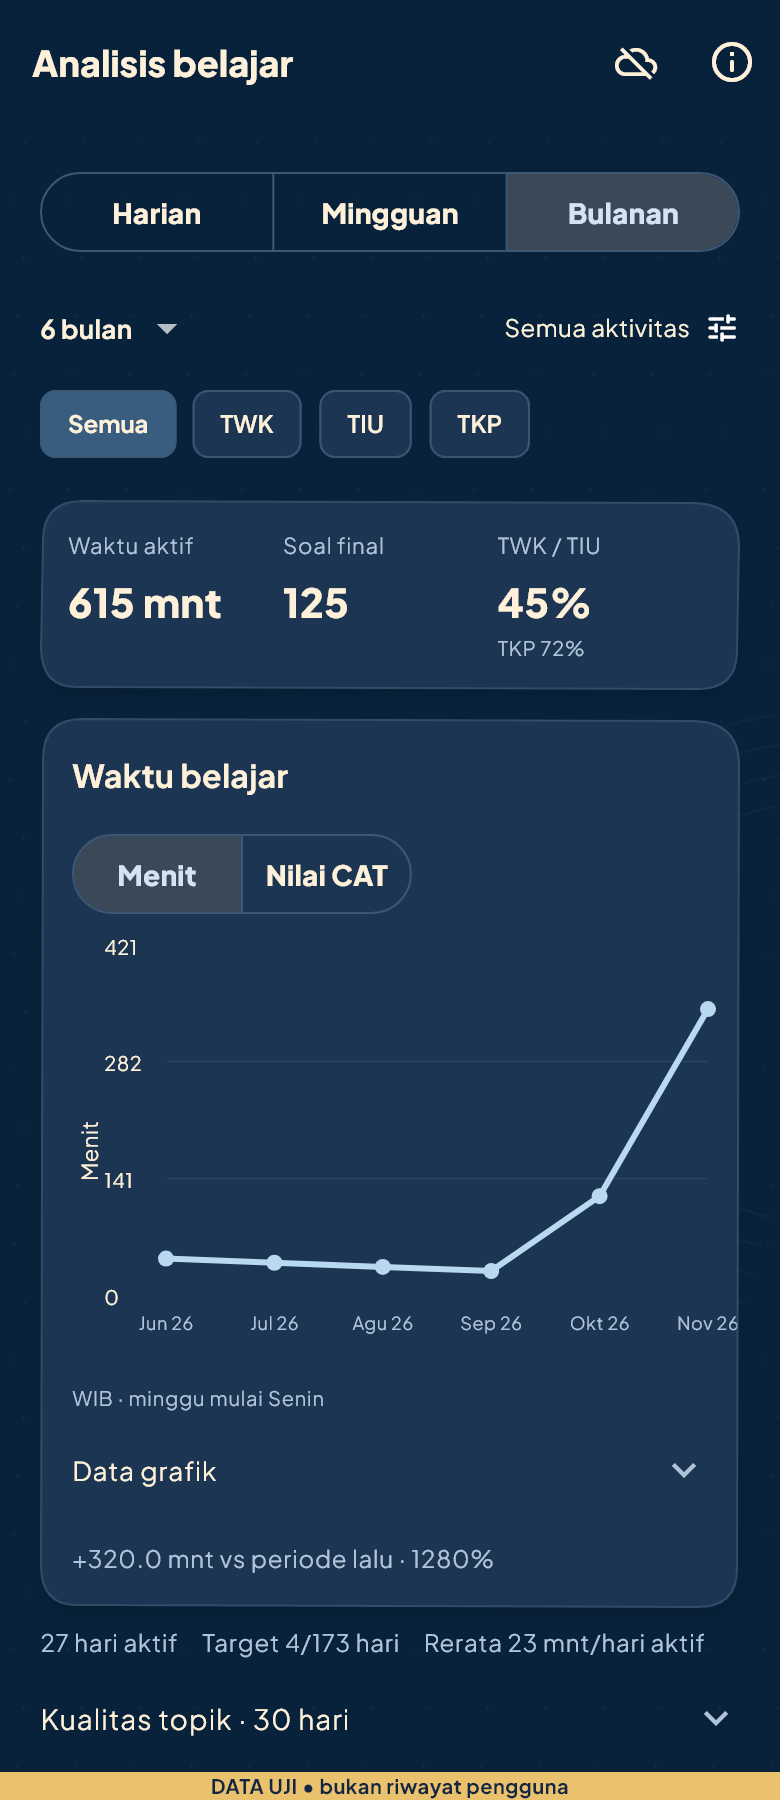 Analisis belajar
Harian Mingguan Bulanan
6 bulan Semua aktivitas
Semua TWK TIU TKP
Waktu aktif Soal final TWK / TIU
615 mnt 125 45%
TKP 72%
Waktu belajar
Menit Nilai CAT
421
282
Menit
141
0
Jun 26 Jul 26 Agu 26 Sep 26 Okt 26 Nov 26
WIB · minggu mulai Senin
Data grafik
+320.0 mnt vs periode lalu · 1280%
27 hari aktif Target 4/173 hari Rerata 23 mnt/hari aktif
Kualitas topik · 30 hari
DATA UJI • bukan riwayat pengguna